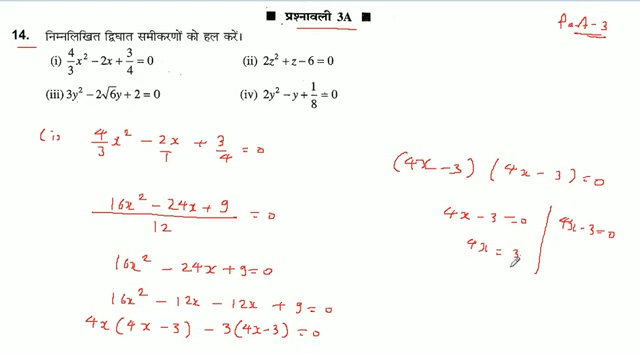 ■ प्रश्नावली 3A ■
Part-3
14. निम्नलिखित द्विघात समीकरणों को हल करें।
(i) 4/3 x² − 2x + 3/4 = 0 (ii) 2z² + z − 6 = 0
(iii) 3y² − 2√6y + 2 = 0 (iv) 2y² − y + 1/8 = 0
(i) 4/3 x² − 2x/1 + 3/4 = 0
(16x² − 24x + 9)/12 = 0
16x² − 24x + 9 = 0
16x² − 12x − 12x + 9 = 0
4x(4x − 3) − 3(4x − 3) = 0
(4x − 3) (4x − 3) = 0
4x − 3 = 0 | 4x − 3 = 0
4x = 3